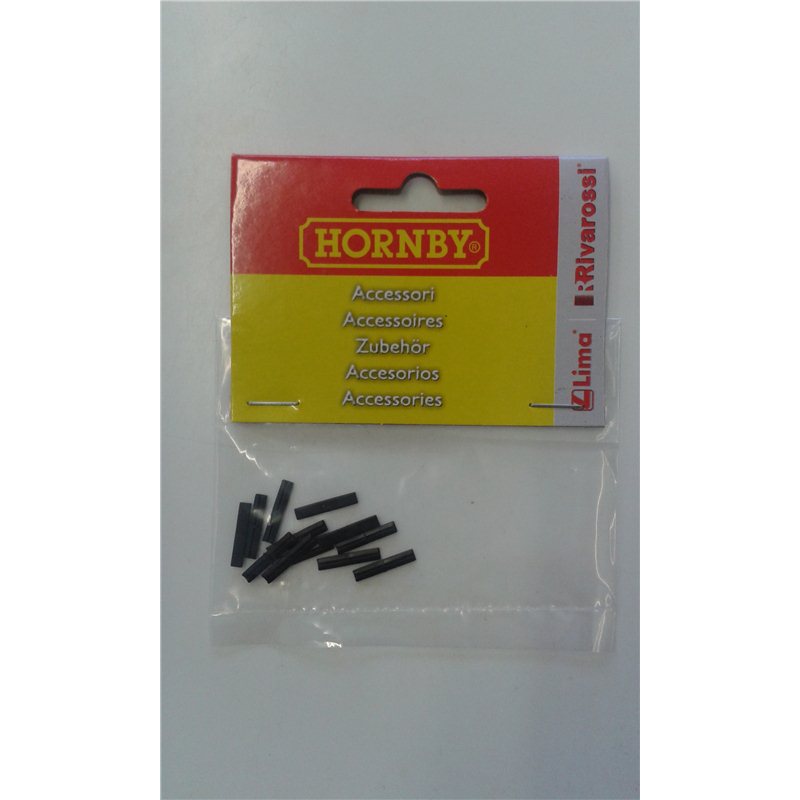 HORNBY®
Accessori
Accessoires
Zubehör
Accesorios
Accessories
Lima®
Rivarossi®